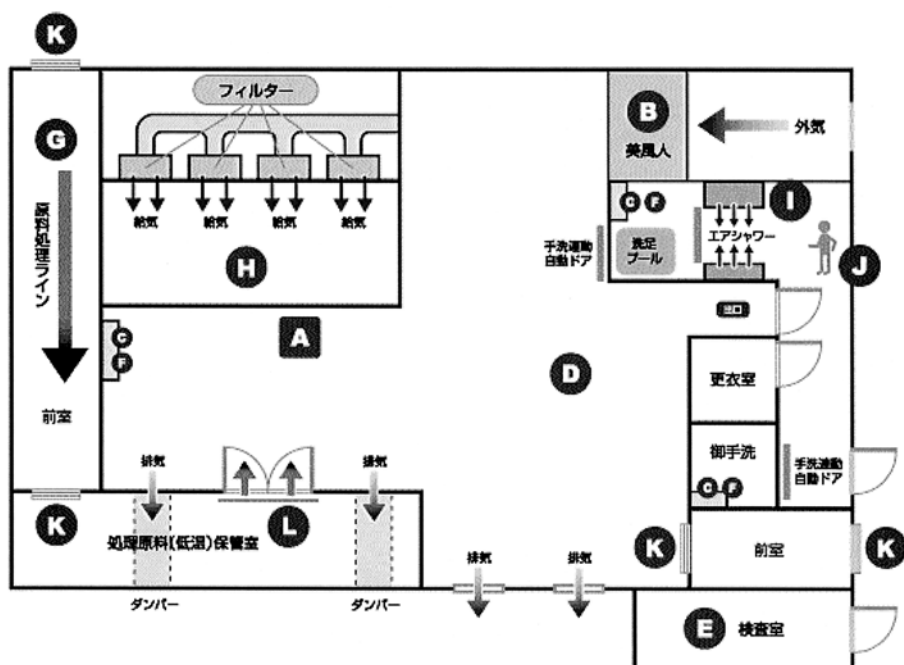 K
フィルター
G
B
美風人
外気
原料処理ライン
給気
給気
給気
給気
C F
I
エアシャワー
手洗連動
自動ドア
洗足
プール
H
J
出口
A
C
F
D
更衣室
前室
御手洗
手洗連動
自動ドア
C F
排気
排気
K
L
処理原料(低温)保管室
K
前室
K
排気
排気
ダンパー
ダンパー
E
検査室